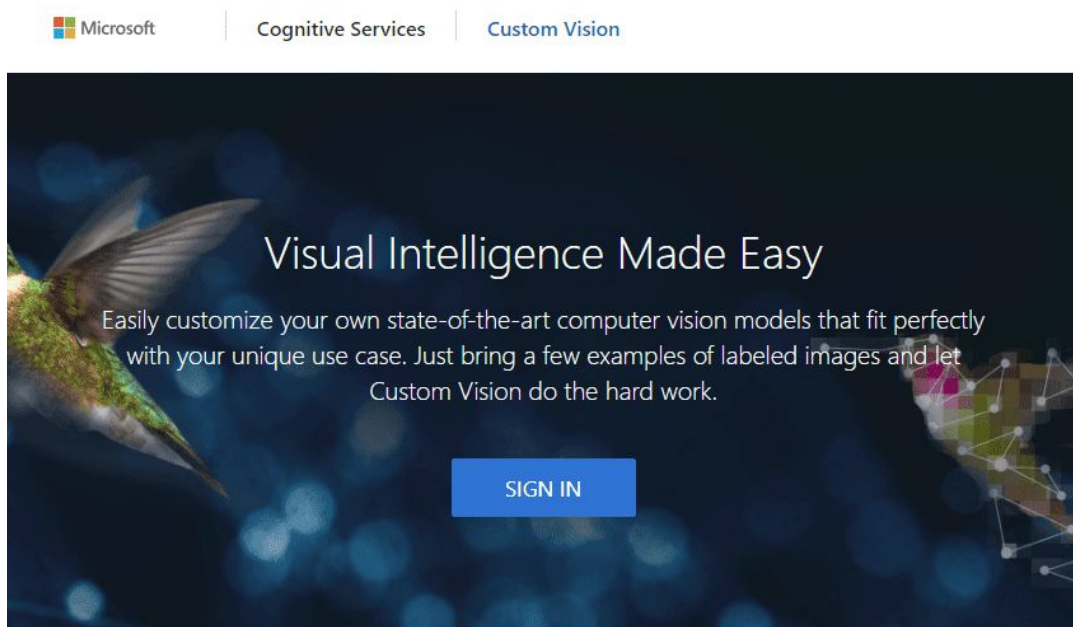 Microsoft Cognitive Services Custom Vision
Visual Intelligence Made Easy
Easily customize your own state-of-the-art computer vision models that fit perfectly
with your unique use case. Just bring a few examples of labeled images and let
Custom Vision do the hard work.
SIGN IN